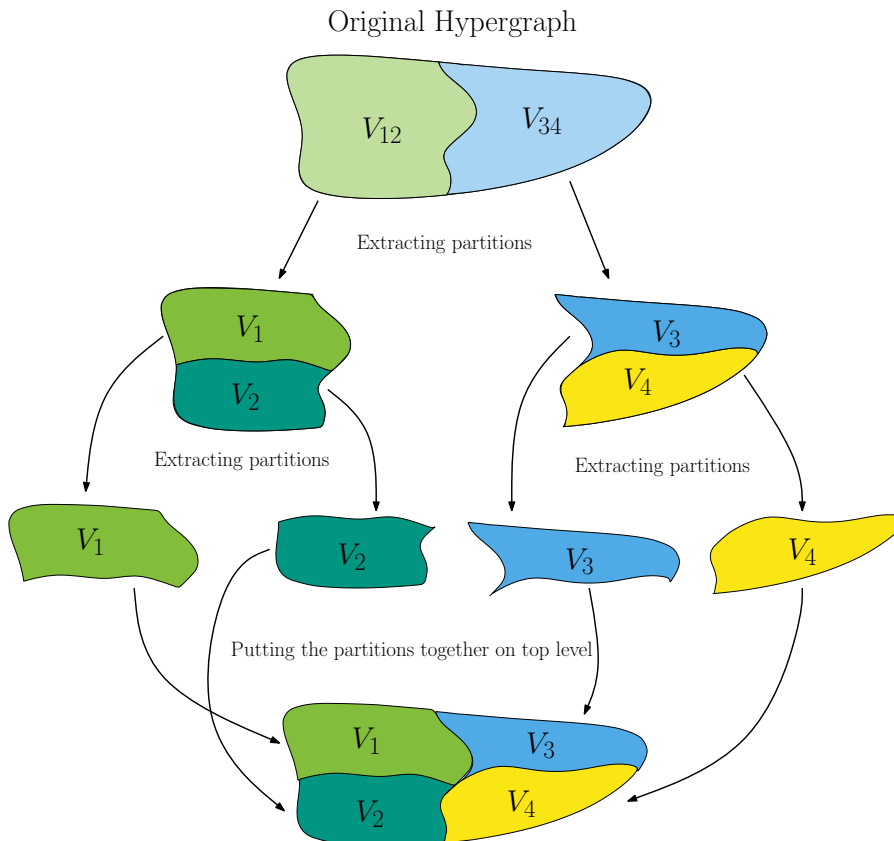 Original Hypergraph
V₁₂ V₃₄
Extracting partitions
V₁ V₃
V₂ V₄
Extracting partitions Extracting partitions
V₁ V₂ V₃ V₄
Putting the partitions together on top level
V₁ V₃
V₂ V₄